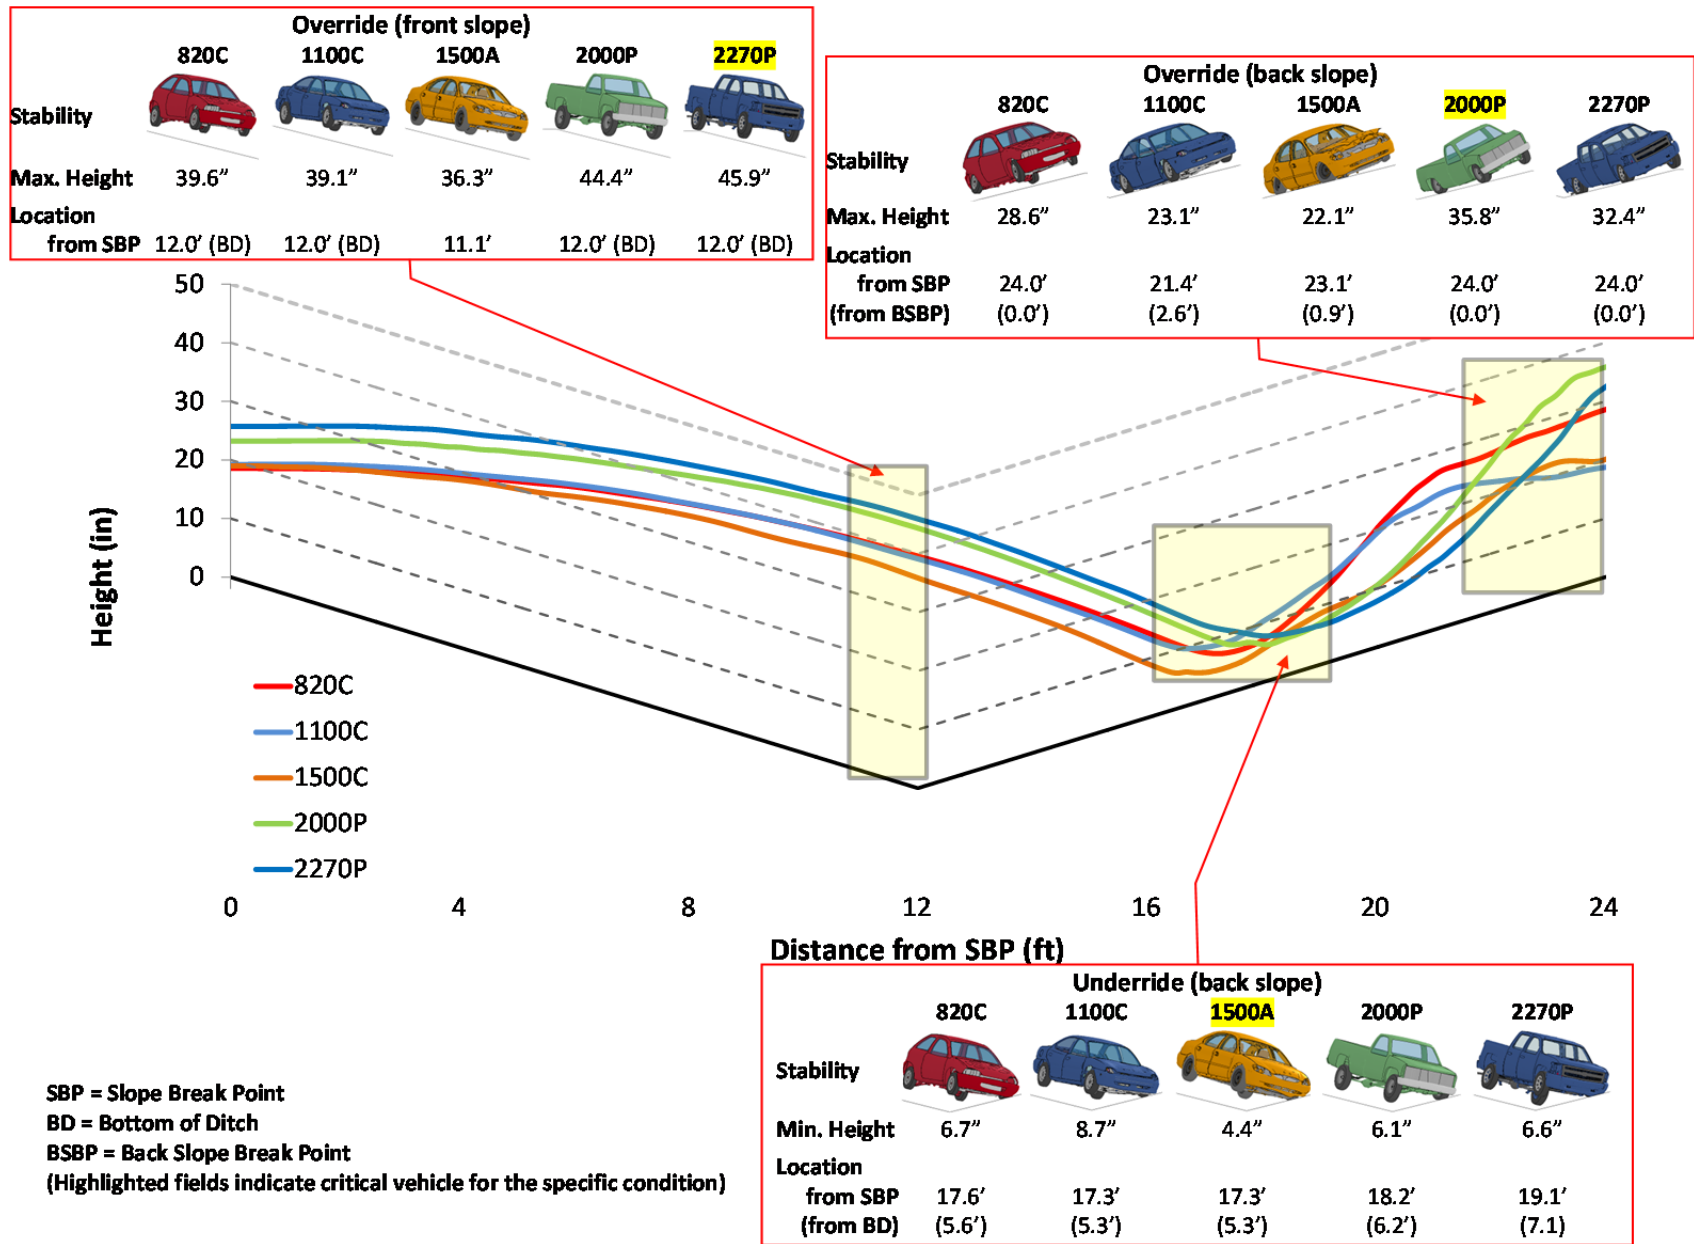 Override (front slope)
820C 1100C 1500A 2000P 2270P
Stability
Max. Height 39.6” 39.1” 36.3” 44.4” 45.9”
Location
from SBP 12.0’ (BD) 12.0’ (BD) 11.1’ 12.0’ (BD) 12.0’ (BD)
Override (back slope)
820C 1100C 1500A 2000P 2270P
Stability
Max. Height 28.6” 23.1” 22.1” 35.8” 32.4”
Location
from SBP 24.0’ 21.4’ 23.1’ 24.0’ 24.0’
(from BSBP) (0.0’) (2.6’) (0.9’) (0.0’) (0.0’)
50
40
30
20
10
0
Height (in)
820C
1100C
1500C
2000P
2270P
0 4 8 12 16 20 24
Distance from SBP (ft)
Underride (back slope)
820C 1100C 1500A 2000P 2270P
Stability
Min. Height 6.7” 8.7” 4.4” 6.1” 6.6”
Location
from SBP 17.6’ 17.3’ 17.3’ 18.2’ 19.1’
(from BD) (5.6’) (5.3’) (5.3’) (6.2’) (7.1)
SBP = Slope Break Point
BD = Bottom of Ditch
BSBP = Back Slope Break Point
(Highlighted fields indicate critical vehicle for the specific condition)